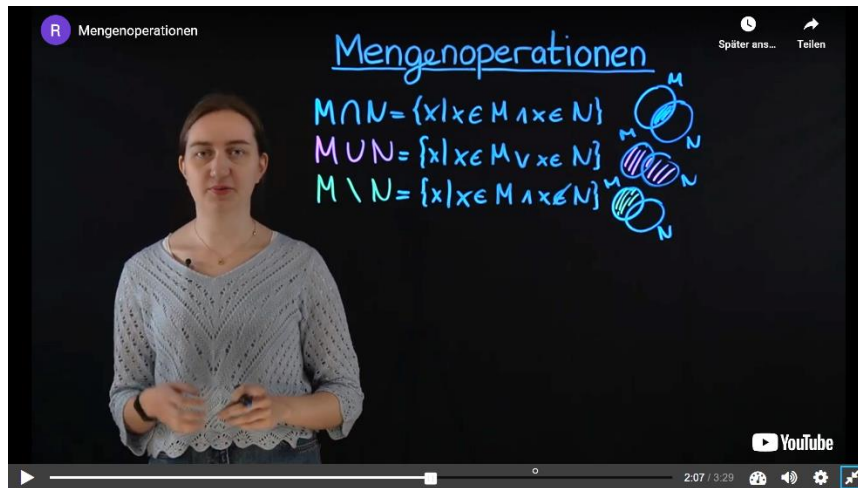 R Mengenoperationen
Später ans... Teilen
Mengenoperationen
M∩N={x|x∈M∧x∈N}
M
M N
M∪N={x|x∈M∨x∈N}
M N
M\N={x|x∈M∧x∉N}
N
YouTube
2:07 / 3:29